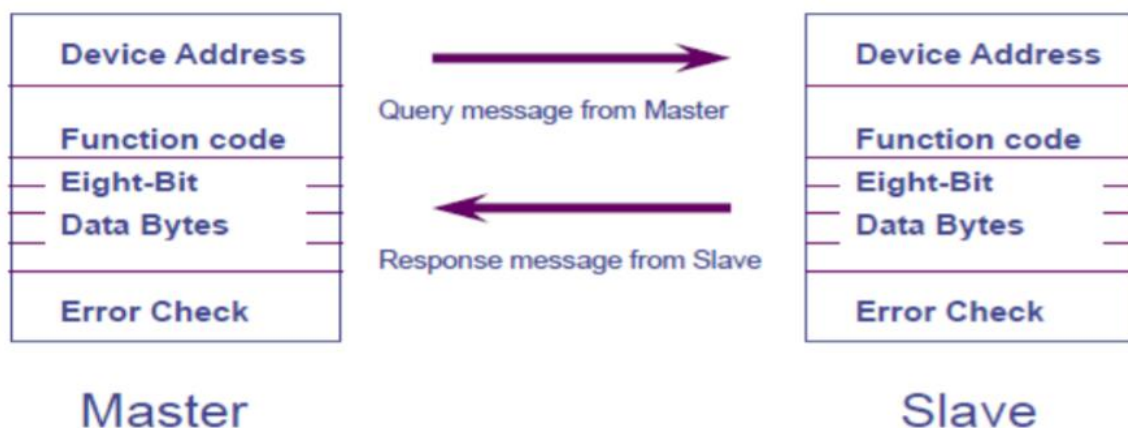 Device Address
Function code
Eight-Bit
Data Bytes
Error Check
Master
Query message from Master
Response message from Slave
Device Address
Function code
Eight-Bit
Data Bytes
Error Check
Slave